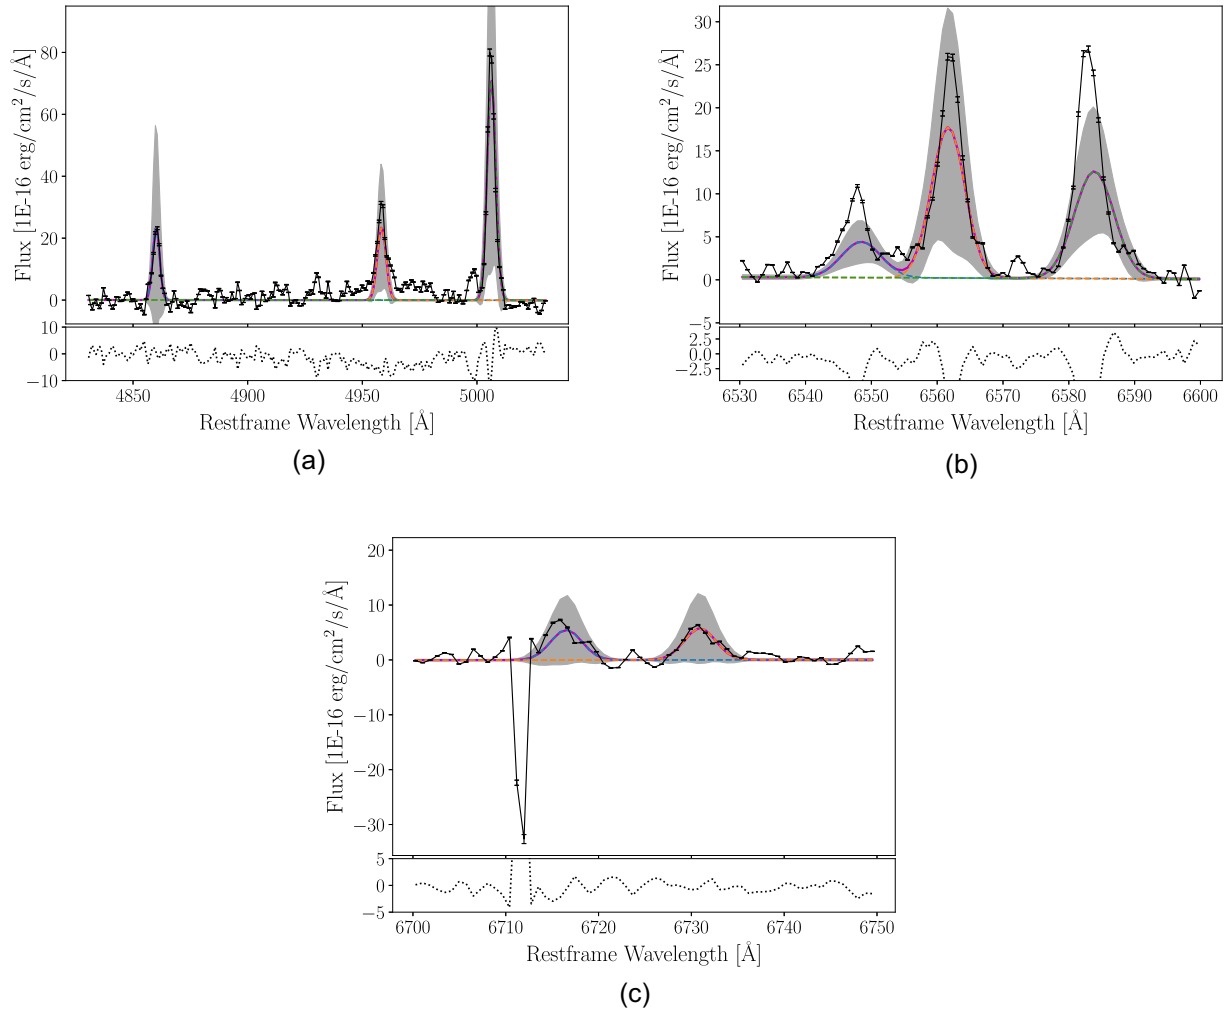 80
60
40
20
0
Flux [1E-16 erg/cm²/s/Å]
10
0
−10
4850 4900 4950 5000
Restframe Wavelength [Å]
(a)
30
25
20
15
10
5
0
−5
Flux [1E-16 erg/cm²/s/Å]
2.5
0.0
−2.5
6530 6540 6550 6560 6570 6580 6590 6600
Restframe Wavelength [Å]
(b)
20
10
0
−10
−20
−30
Flux [1E-16 erg/cm²/s/Å]
5
0
−5
6700 6710 6720 6730 6740 6750
Restframe Wavelength [Å]
(c)